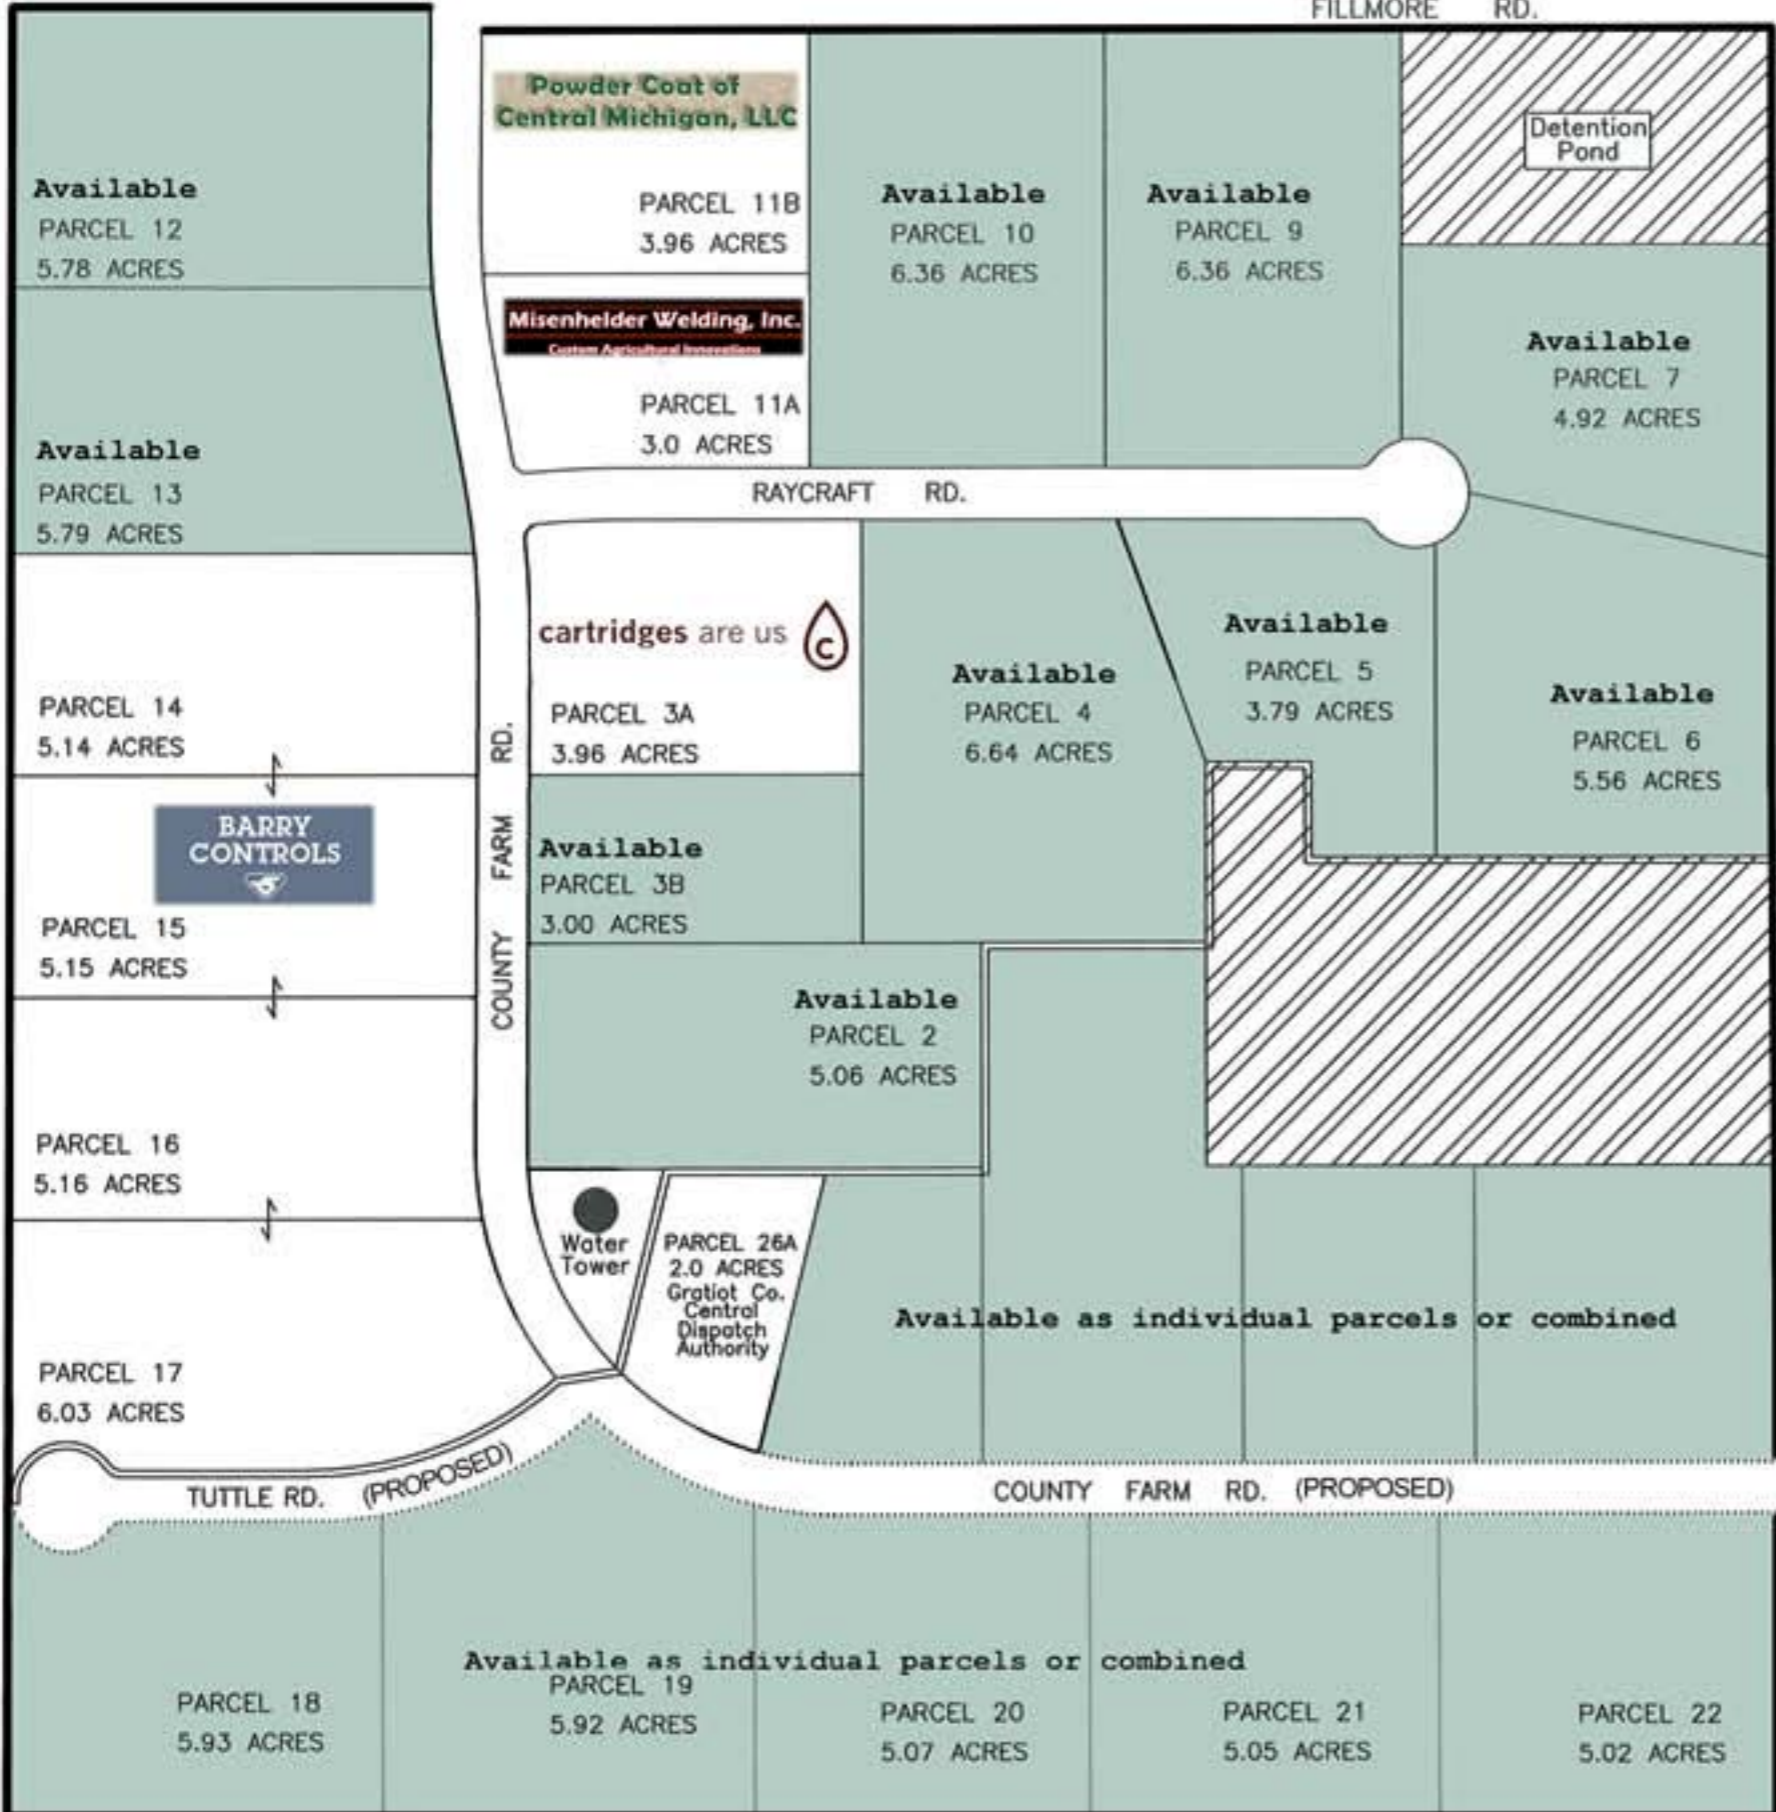 FILLMORE RD.
Powder Coat of
Central Michigan, LLC
PARCEL 11B
3.96 ACRES
Available
PARCEL 12
5.78 ACRES
Available
PARCEL 10
6.36 ACRES
Available
PARCEL 9
6.36 ACRES
Detention
Pond
Misenhelder Welding, Inc.
Custom Agricultural Innovations
PARCEL 11A
3.0 ACRES
Available
PARCEL 7
4.92 ACRES
Available
PARCEL 13
5.79 ACRES
RAYCRAFT RD.
cartridges are us
C
PARCEL 3A
3.96 ACRES
Available
PARCEL 4
6.64 ACRES
Available
PARCEL 5
3.79 ACRES
Available
PARCEL 6
5.56 ACRES
PARCEL 14
5.14 ACRES
COUNTY FARM RD.
BARRY
CONTROLS
PARCEL 15
5.15 ACRES
Available
PARCEL 3B
3.00 ACRES
Available
PARCEL 2
5.06 ACRES
PARCEL 16
5.16 ACRES
Water
Tower
PARCEL 26A
2.0 ACRES
Gratiot Co.
Central
Dispatch
Authority
Available as individual parcels or combined
PARCEL 17
6.03 ACRES
TUTTLE RD. (PROPOSED)
COUNTY FARM RD. (PROPOSED)
Available as individual parcels or combined
PARCEL 18
5.93 ACRES
PARCEL 19
5.92 ACRES
PARCEL 20
5.07 ACRES
PARCEL 21
5.05 ACRES
PARCEL 22
5.02 ACRES